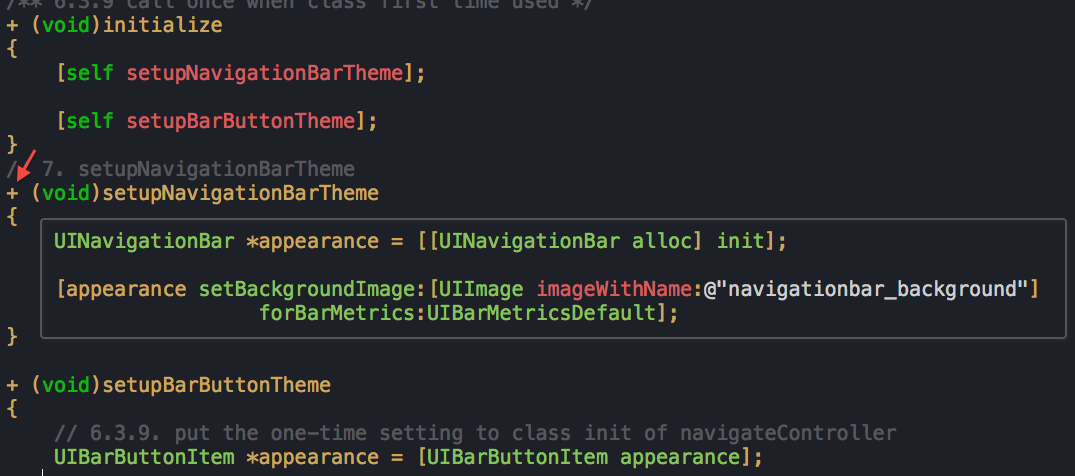 /** 6.3.9 call once when class first time used */
+ (void)initialize
{
    [self setupNavigationBarTheme];
    [self setupBarButtonTheme];
}
/ 7. setupNavigationBarTheme
+ (void)setupNavigationBarTheme
{
    UINavigationBar *appearance = [[UINavigationBar alloc] init];
    [appearance setBackgroundImage:[UIImage imageWithName:@"navigationbar_background"]
                     forBarMetrics:UIBarMetricsDefault];
}
+ (void)setupBarButtonTheme
{
    // 6.3.9. put the one-time setting to class init of navigateController
    UIBarButtonItem *appearance = [UIBarButtonItem appearance];